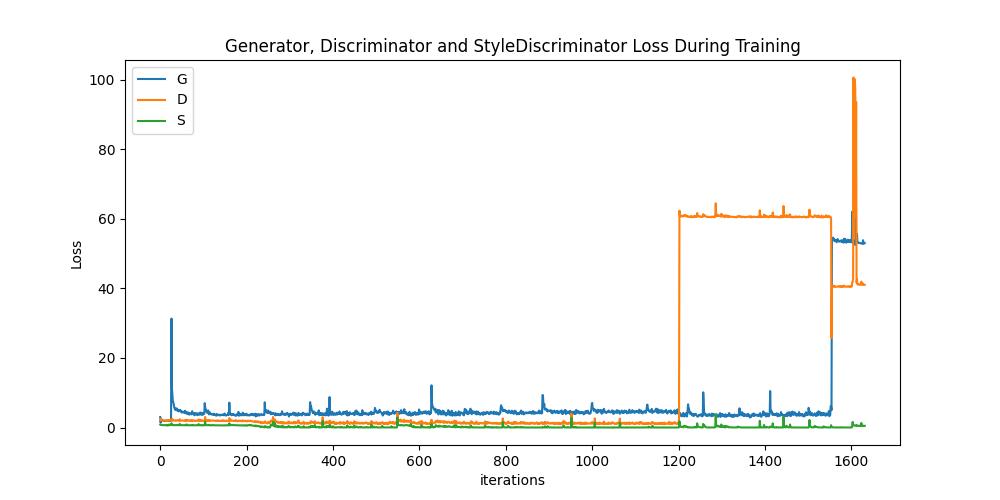 Generator, Discriminator and StyleDiscriminator Loss During Training
G
D
S
100
80
60
40
20
0
Loss
0 200 400 600 800 1000 1200 1400 1600
iterations